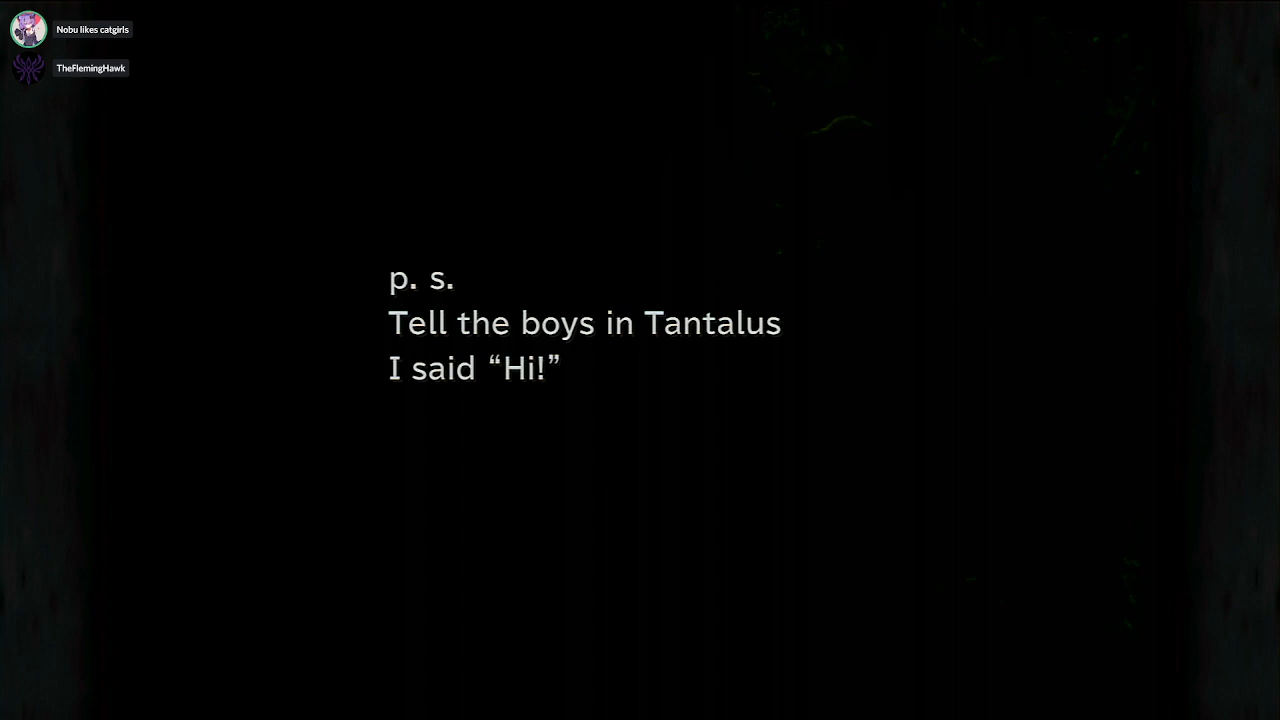 Nobu likes catgirls
TheFlemingHawk
p. s.
Tell the boys in Tantalus
I said “Hi!”